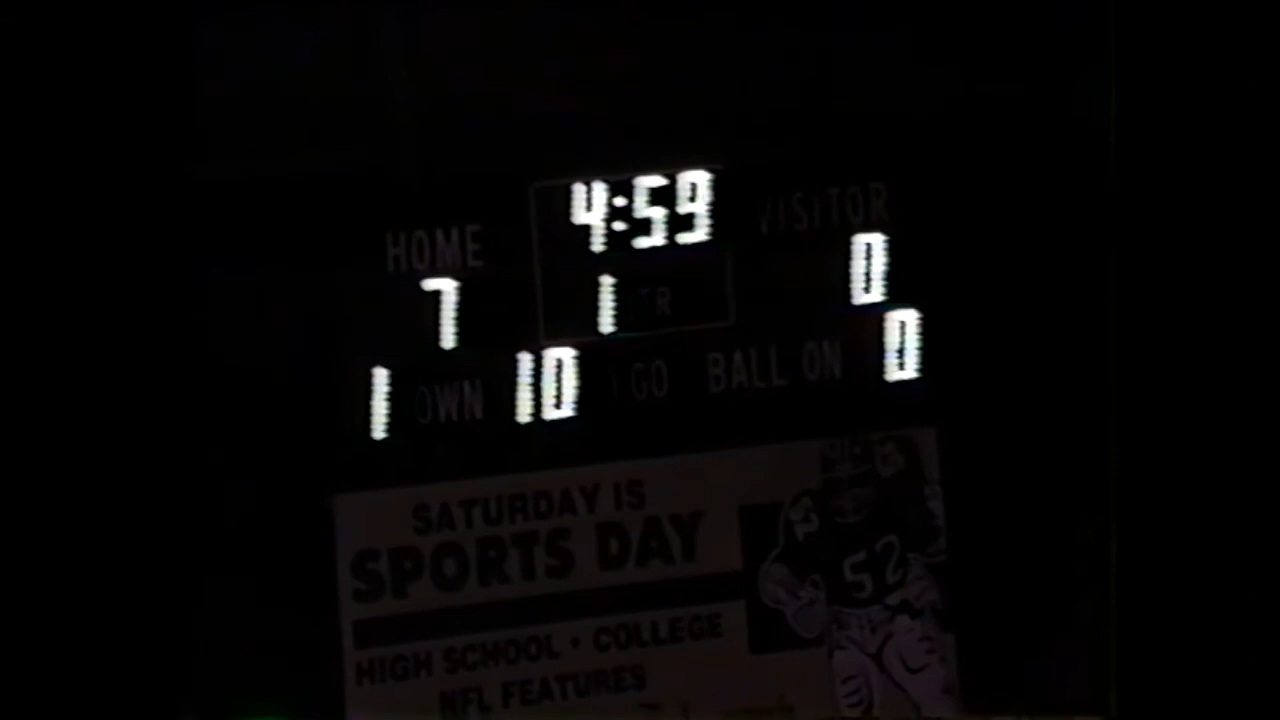 4:59
HOME VISITOR
7 1 QTR 0
1 DOWN 10 GO BALL ON 0
SATURDAY IS
SPORTS DAY
HIGH SCHOOL • COLLEGE
NFL FEATURES
52